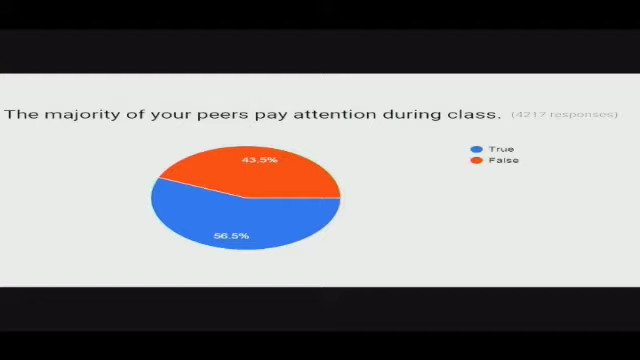 The majority of your peers pay attention during class. (4217 responses)
True
False
43.5%
56.5%